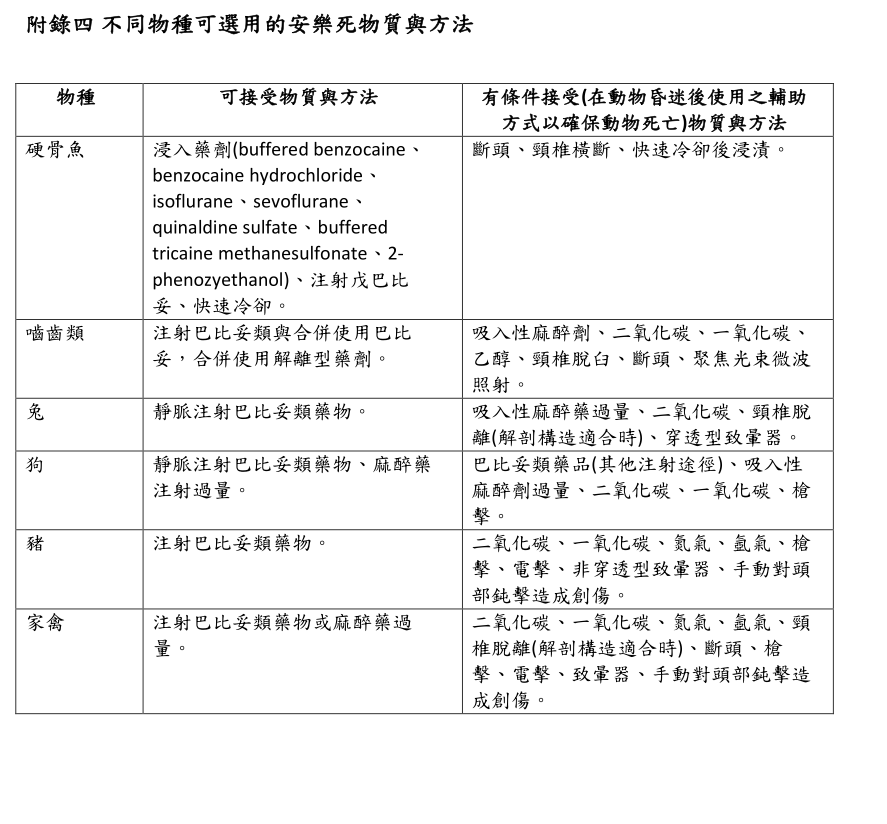 附錄四 不同物種可選用的安樂死物質與方法
物種
可接受物質與方法
有條件接受(在動物昏迷後使用之輔助
方式以確保動物死亡)物質與方法
硬骨魚
浸入藥劑(buffered benzocaine、
benzocaine hydrochloride、
isoflurane、sevoflurane、
quinaldine sulfate、buffered
tricaine methanesulfonate、2-
phenozyethanol)、注射戊巴比
妥、快速冷卻。
斷頭、頸椎橫斷、快速冷卻後浸漬。
嚙齒類
注射巴比妥類與合併使用巴比
妥，合併使用解離型藥劑。
吸入性麻醉劑、二氧化碳、一氧化碳、
乙醇、頸椎脫臼、斷頭、聚焦光束微波
照射。
兔
靜脈注射巴比妥類藥物。
吸入性麻醉藥過量、二氧化碳、頸椎脫
離(解剖構造適合時)、穿透型致暈器。
狗
靜脈注射巴比妥類藥物、麻醉藥
注射過量。
巴比妥類藥品(其他注射途徑)、吸入性
麻醉劑過量、二氧化碳、一氧化碳、槍
擊。
豬
注射巴比妥類藥物。
二氧化碳、一氧化碳、氮氣、氬氣、槍
擊、電擊、非穿透型致暈器、手動對頭
部鈍擊造成創傷。
家禽
注射巴比妥類藥物或麻醉藥過
量。
二氧化碳、一氧化碳、氮氣、氬氣、頸
椎脫離(解剖構造適合時)、斷頭、槍
擊、電擊、致暈器、手動對頭部鈍擊造
成創傷。